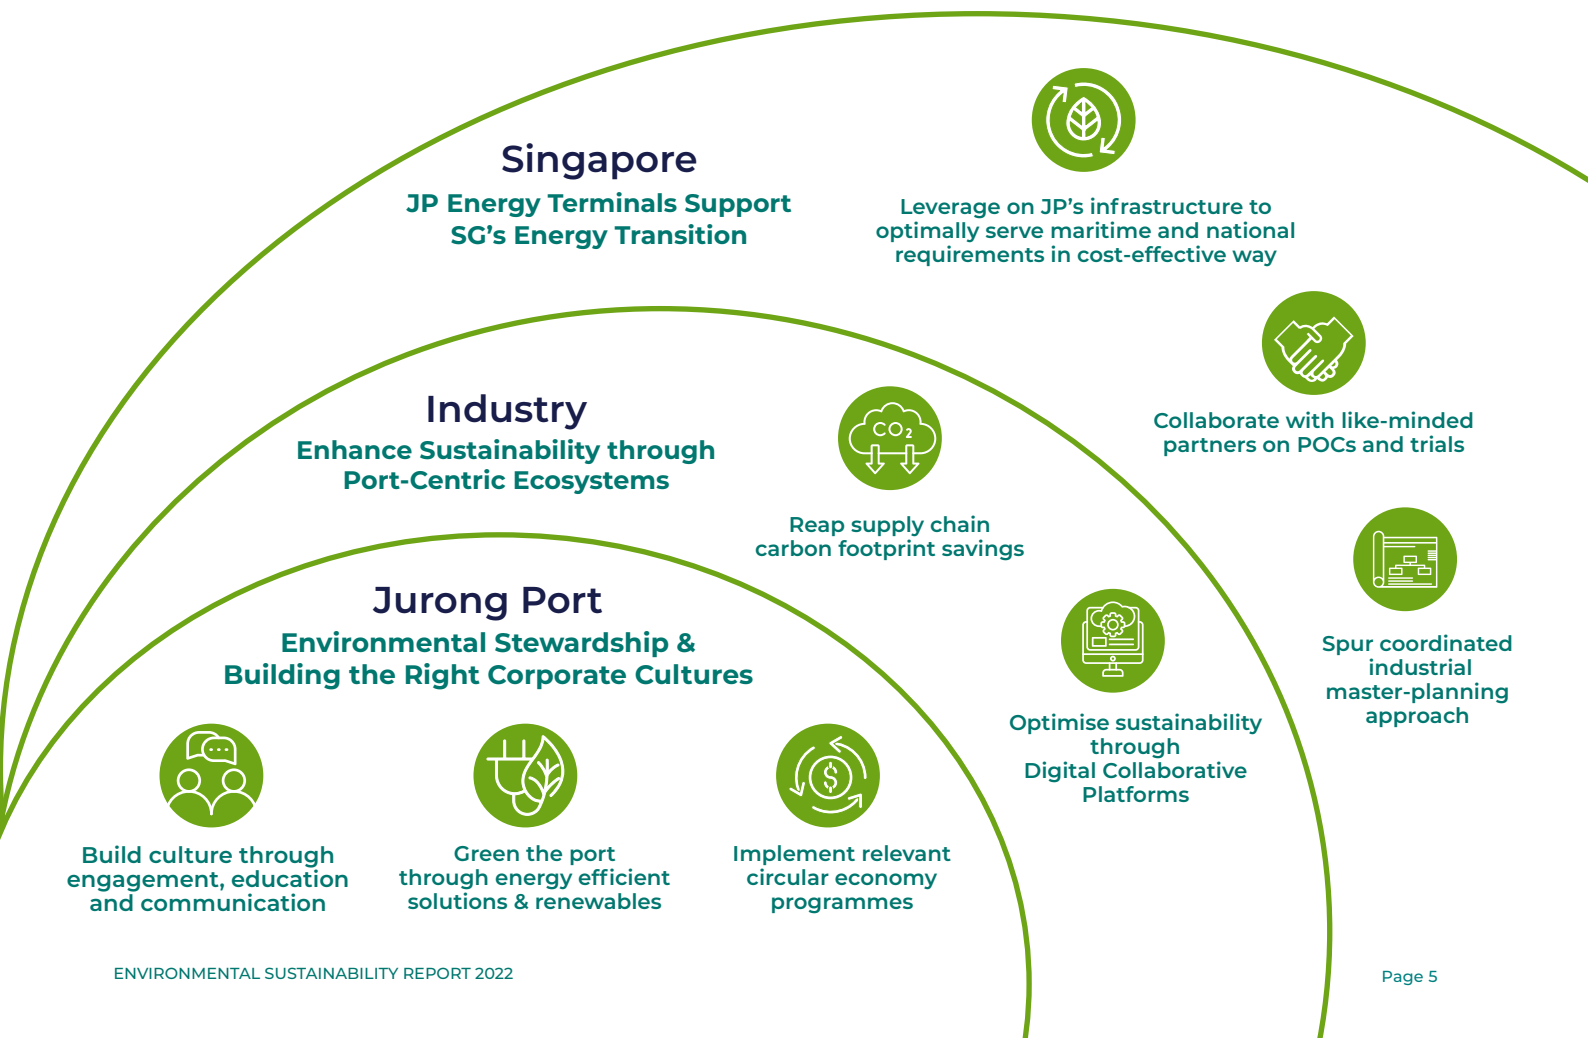 Singapore
JP Energy Terminals Support
SG's Energy Transition
Leverage on JP's infrastructure to
optimally serve maritime and national
requirements in cost-effective way
Collaborate with like-minded
partners on POCs and trials
Spur coordinated
industrial
master-planning
approach
Industry
Enhance Sustainability through
Port-Centric Ecosystems
CO2
Reap supply chain
carbon footprint savings
Optimise sustainability
through
Digital Collaborative
Platforms
Jurong Port
Environmental Stewardship &
Building the Right Corporate Cultures
Build culture through
engagement, education
and communication
Green the port
through energy efficient
solutions & renewables
$
Implement relevant
circular economy
programmes
ENVIRONMENTAL SUSTAINABILITY REPORT 2022
Page 5